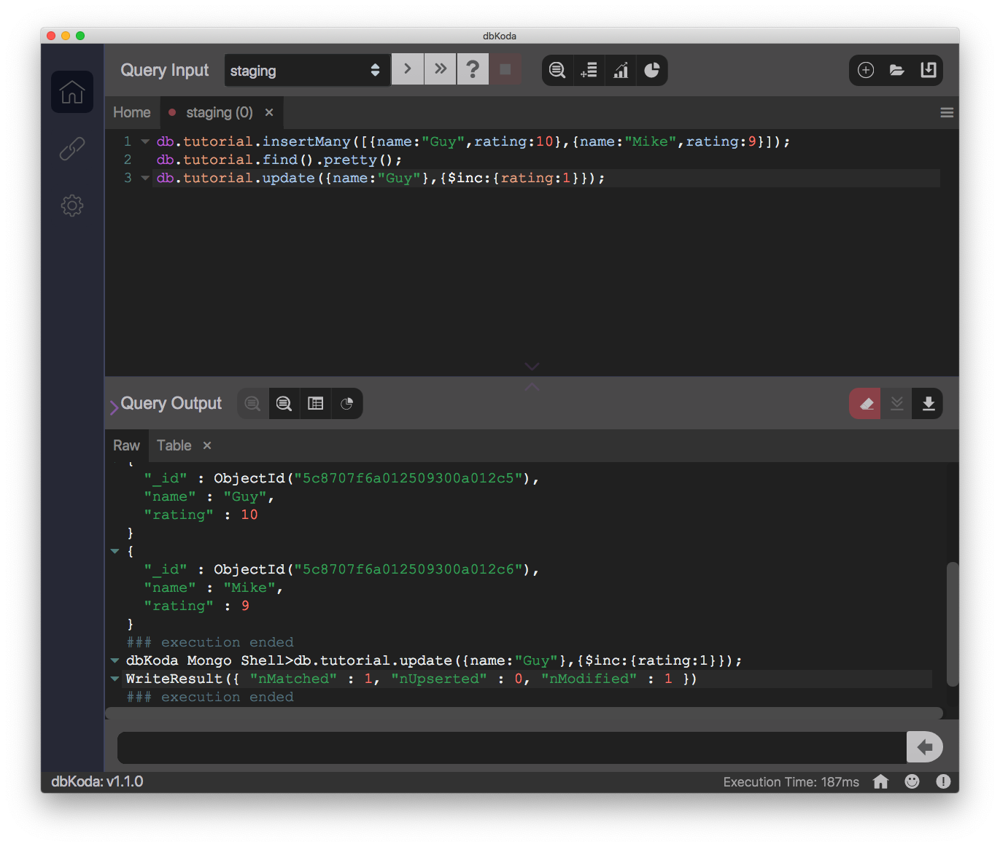 dbKoda
Query Input
staging
Home
staging (0)
1 db.tutorial.insertMany([{name:"Guy",rating:10},{name:"Mike",rating:9}]);
2 db.tutorial.find().pretty();
3 db.tutorial.update({name:"Guy"},{$inc:{rating:1}});
Query Output
Raw
Table
{
"_id" : ObjectId("5c8707f6a012509300a012c5"),
"name" : "Guy",
"rating" : 10
}
{
"_id" : ObjectId("5c8707f6a012509300a012c6"),
"name" : "Mike",
"rating" : 9
}
### execution ended
dbKoda Mongo Shell>db.tutorial.update({name:"Guy"},{$inc:{rating:1}});
WriteResult({ "nMatched" : 1, "nUpserted" : 0, "nModified" : 1 })
### execution ended
dbKoda: v1.1.0
Execution Time: 187ms